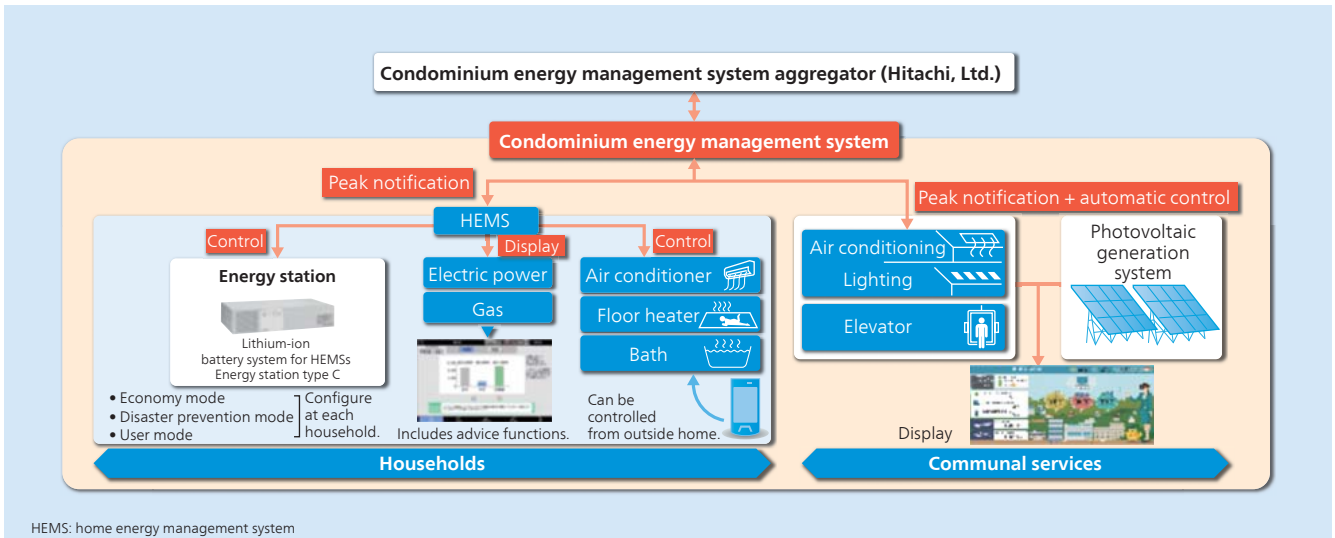 Condominium energy management system aggregator (Hitachi, Ltd.)
Condominium energy management system
Peak notification
Peak notification + automatic control
HEMS
Control
Display
Control
Energy station
Lithium-ion
battery system for HEMSs
Energy station type C
• Economy mode
• Disaster prevention mode
• User mode
Configure
at each
household.
Electric power
Gas
Includes advice functions.
Air conditioner
Floor heater
Bath
Can be
controlled
from outside home.
Households
Air conditioning
Lighting
Elevator
Photovoltaic
generation
system
Display
Communal services
HEMS: home energy management system